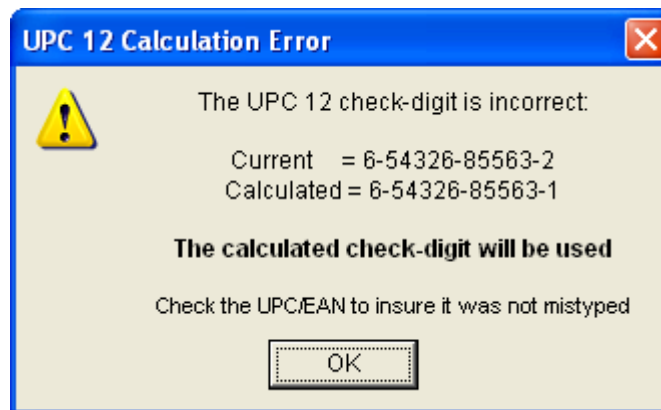 UPC 12 Calculation Error
The UPC 12 check-digit is incorrect:
Current = 6-54326-85563-2
Calculated = 6-54326-85563-1
The calculated check-digit will be used
Check the UPC/EAN to insure it was not mistyped
OK